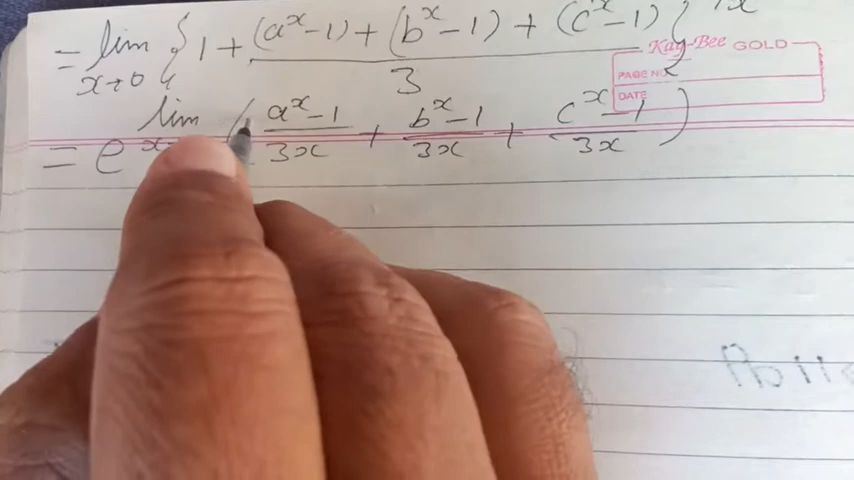 = lim x→0 { 1 + (a^x-1) + (b^x-1) + (c^x-1) / 3 }
Kay-Bee GOLD
PAGE NO.
DATE
= e^ lim ( a^x-1 / 3x + b^x-1 / 3x + c^x-1 / 3x )